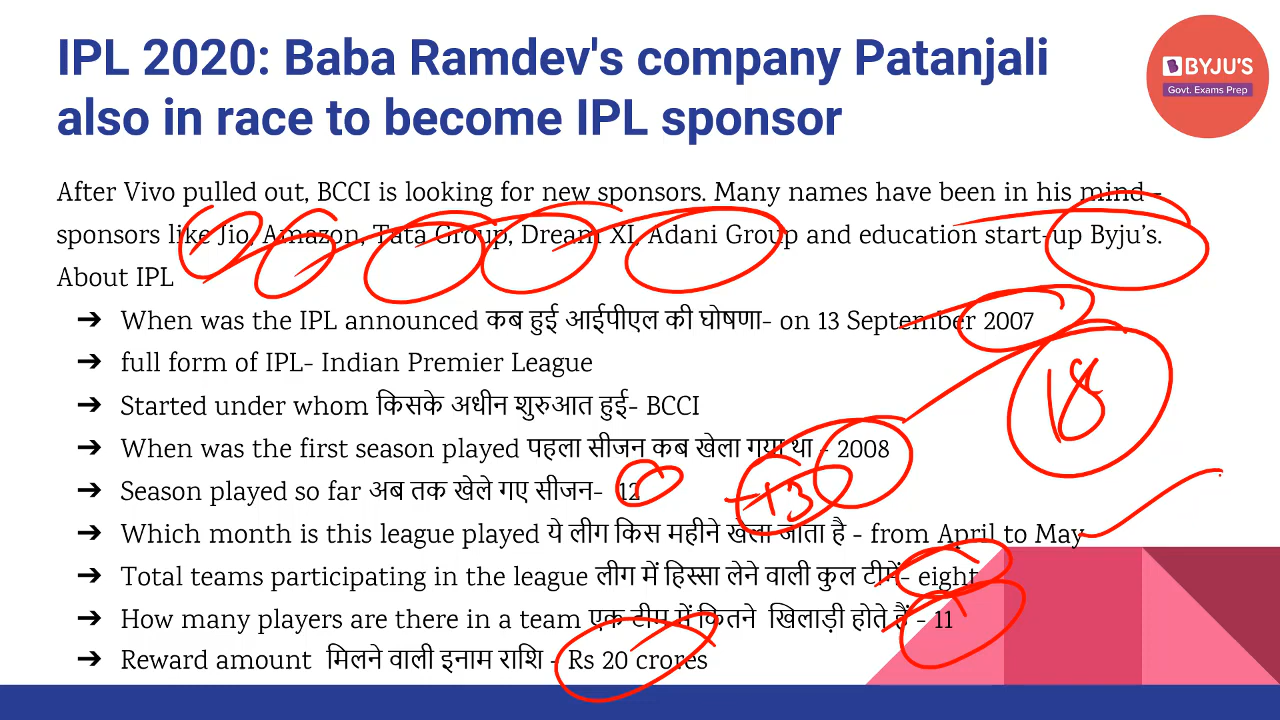 IPL 2020: Baba Ramdev's company Patanjali
also in race to become IPL sponsor
BYJU'S
Govt. Exams Prep
After Vivo pulled out, BCCI is looking for new sponsors. Many names have been in his mind -
sponsors like Jio, Amazon, Tata Group, Dream XI, Adani Group and education start-up Byju's.
About IPL
➔ When was the IPL announced कब हुई आईपीएल की घोषणा- on 13 September 2007
➔ full form of IPL- Indian Premier League
➔ Started under whom किसके अधीन शुरुआत हुई- BCCI
18
➔ When was the first season played पहला सीजन कब खेला गया था - 2008
➔ Season played so far अब तक खेले गए सीजन- 12 13
➔ Which month is this league played ये लीग किस महीने खेला जाता है - from April to May
➔ Total teams participating in the league लीग में हिस्सा लेने वाली कुल टीमें- eight
➔ How many players are there in a team एक टीम में कितने खिलाड़ी होते हैं - 11
➔ Reward amount मिलने वाली इनाम राशि - Rs 20 crores